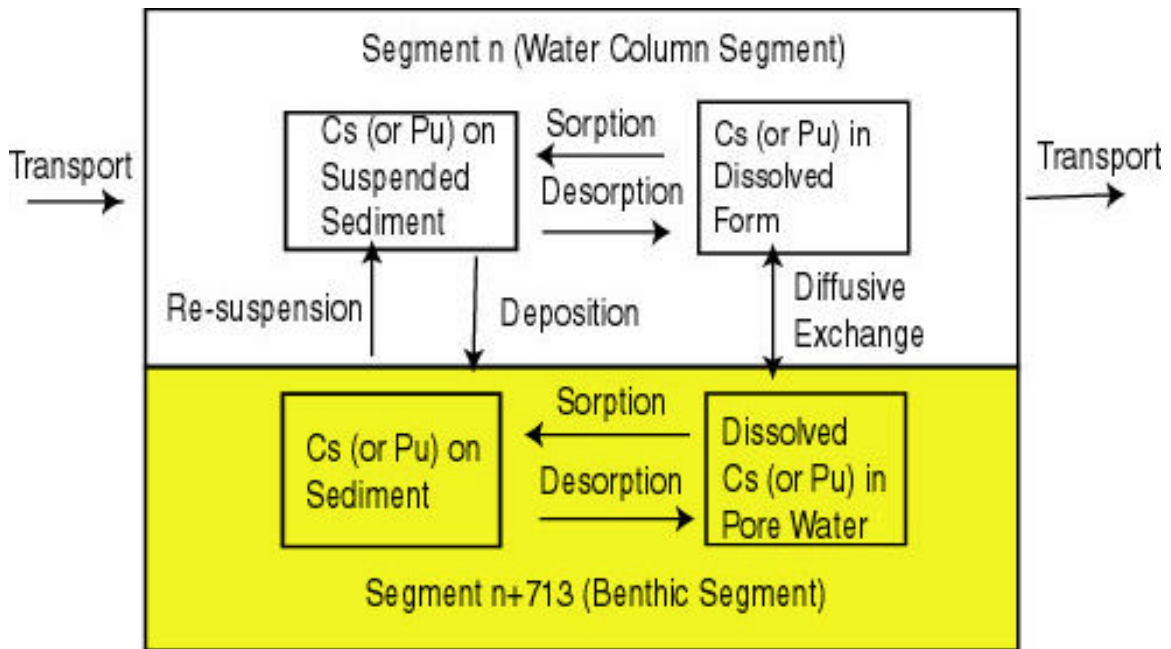 Segment n (Water Column Segment)
Transport
Cs (or Pu) on
Suspended
Sediment
Sorption
Desorption
Cs (or Pu) in
Dissolved
Form
Transport
Re-suspension
Deposition
Diffusive
Exchange
Cs (or Pu) on
Sediment
Sorption
Desorption
Dissolved
Cs (or Pu) in
Pore Water
Segment n+713 (Benthic Segment)